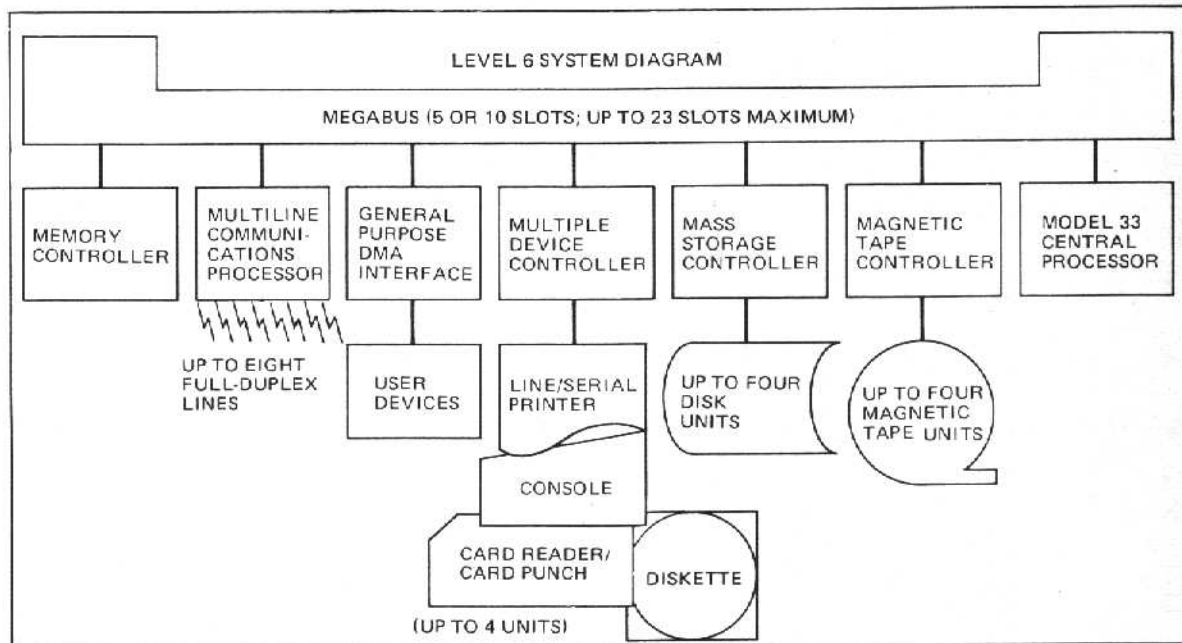 LEVEL 6 SYSTEM DIAGRAM
MEGABUS (5 OR 10 SLOTS; UP TO 23 SLOTS MAXIMUM)
MEMORY
CONTROLLER
MULTILINE
COMMUNI-
CATIONS
PROCESSOR
GENERAL
PURPOSE
DMA
INTERFACE
MULTIPLE
DEVICE
CONTROLLER
MASS
STORAGE
CONTROLLER
MAGNETIC
TAPE
CONTROLLER
MODEL 33
CENTRAL
PROCESSOR
UP TO EIGHT
FULL-DUPLEX
LINES
USER
DEVICES
LINE/SERIAL
PRINTER
UP TO FOUR
DISK
UNITS
UP TO FOUR
MAGNETIC
TAPE UNITS
CONSOLE
CARD READER/
CARD PUNCH
DISKETTE
(UP TO 4 UNITS)